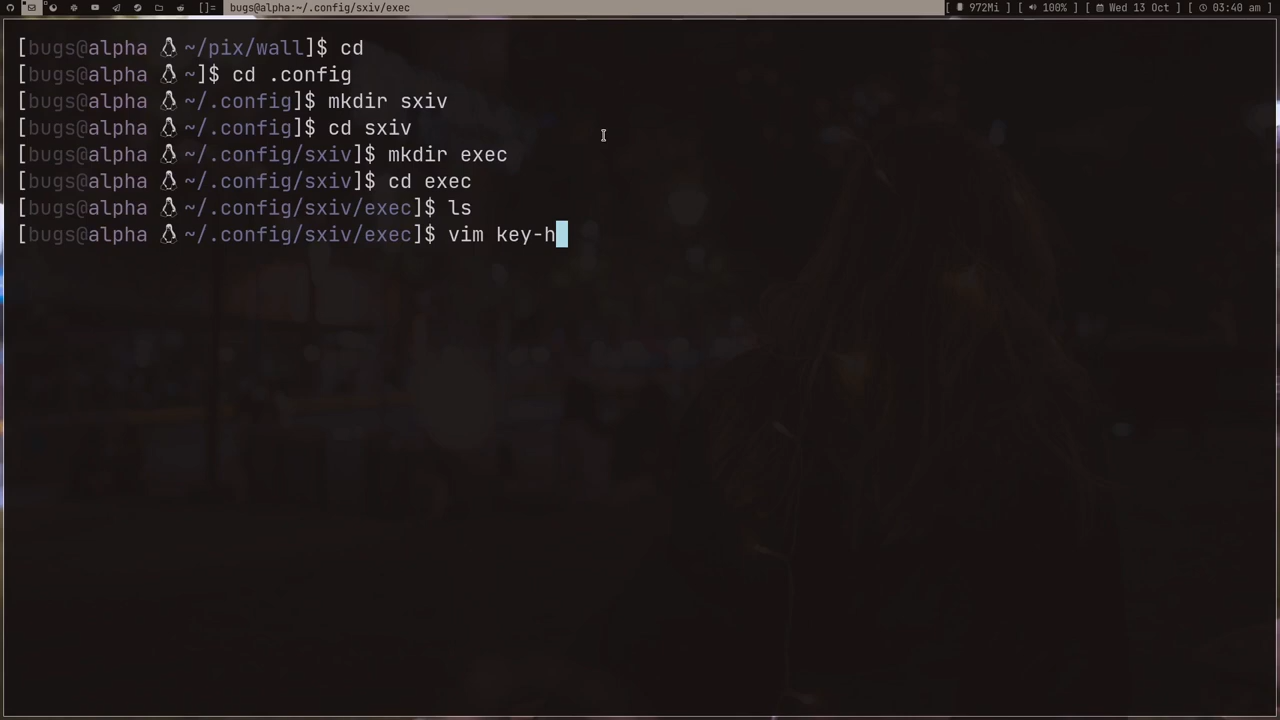 []= bugs@alpha:~/.config/sxiv/exec [ 972Mi ] [ 100% ] [ Wed 13 Oct ] [ 03:40 am ]
[bugs@alpha ~/pix/wall]$ cd
[bugs@alpha ~]$ cd .config
[bugs@alpha ~/.config]$ mkdir sxiv
[bugs@alpha ~/.config]$ cd sxiv
[bugs@alpha ~/.config/sxiv]$ mkdir exec
[bugs@alpha ~/.config/sxiv]$ cd exec
[bugs@alpha ~/.config/sxiv/exec]$ ls
[bugs@alpha ~/.config/sxiv/exec]$ vim key-h